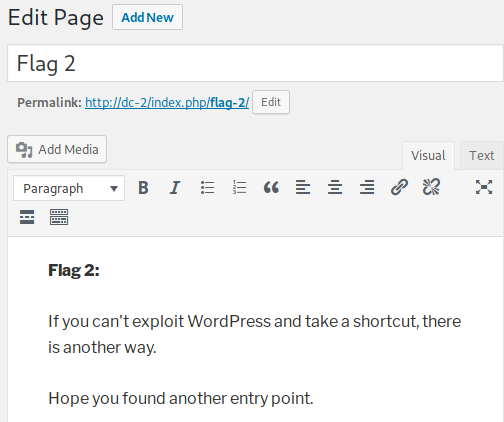 Edit Page Add New
Flag 2
Permalink: http://dc-2/index.php/flag-2/ Edit
Add Media
Visual Text
Paragraph B I
Flag 2:
If you can't exploit WordPress and take a shortcut, there
is another way.
Hope you found another entry point.